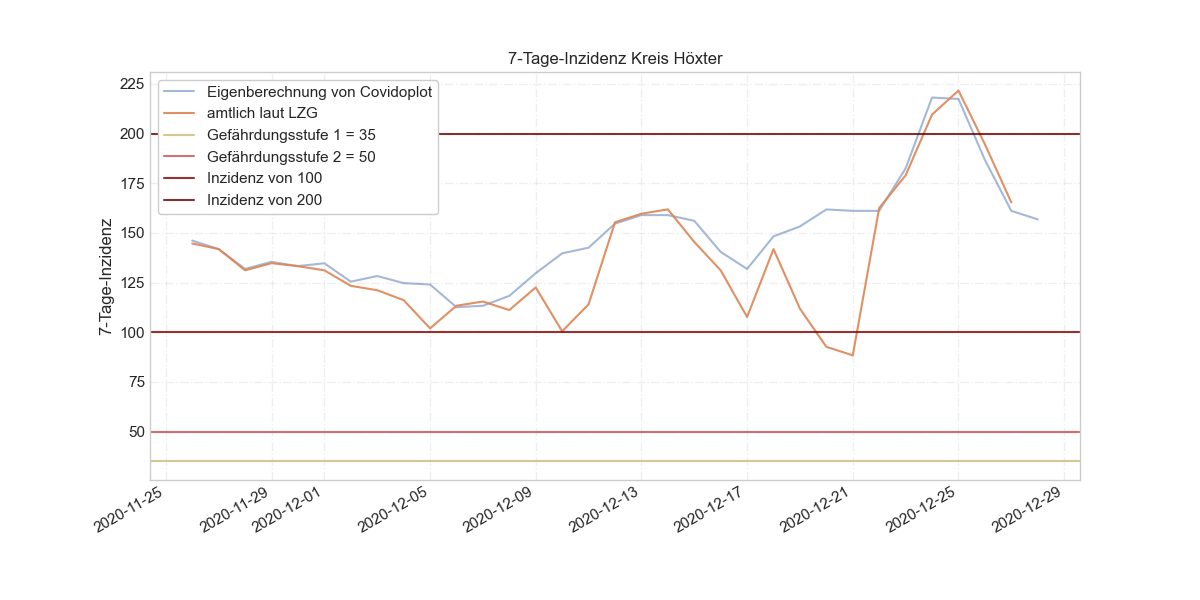 7-Tage-Inzidenz Kreis Höxter
Eigenberechnung von Covidoplot
amtlich laut LZG
Gefährdungsstufe 1 = 35
Gefährdungsstufe 2 = 50
Inzidenz von 100
Inzidenz von 200
7-Tage-Inzidenz
225
200
175
150
125
100
75
50
2020-11-25
2020-11-29
2020-12-01
2020-12-05
2020-12-09
2020-12-13
2020-12-17
2020-12-21
2020-12-25
2020-12-29